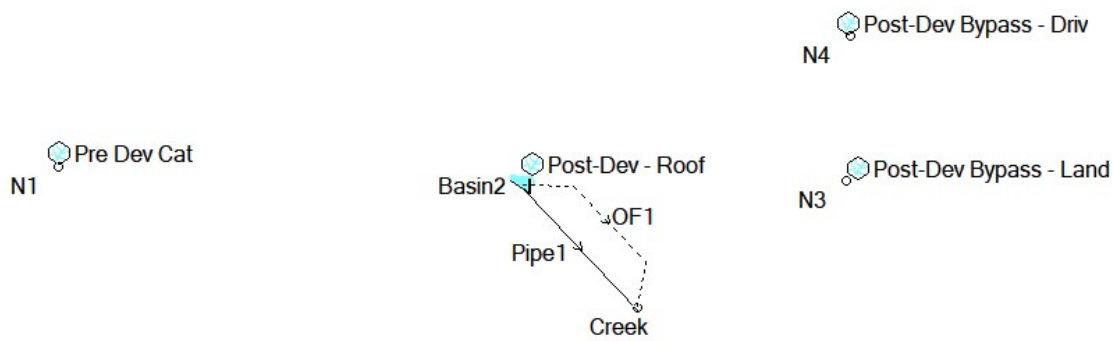 Post-Dev Bypass - Driv
N4
Pre Dev Cat
N1
Post-Dev - Roof
Basin2
Post-Dev Bypass - Land
N3
OF1
Pipe1
Creek